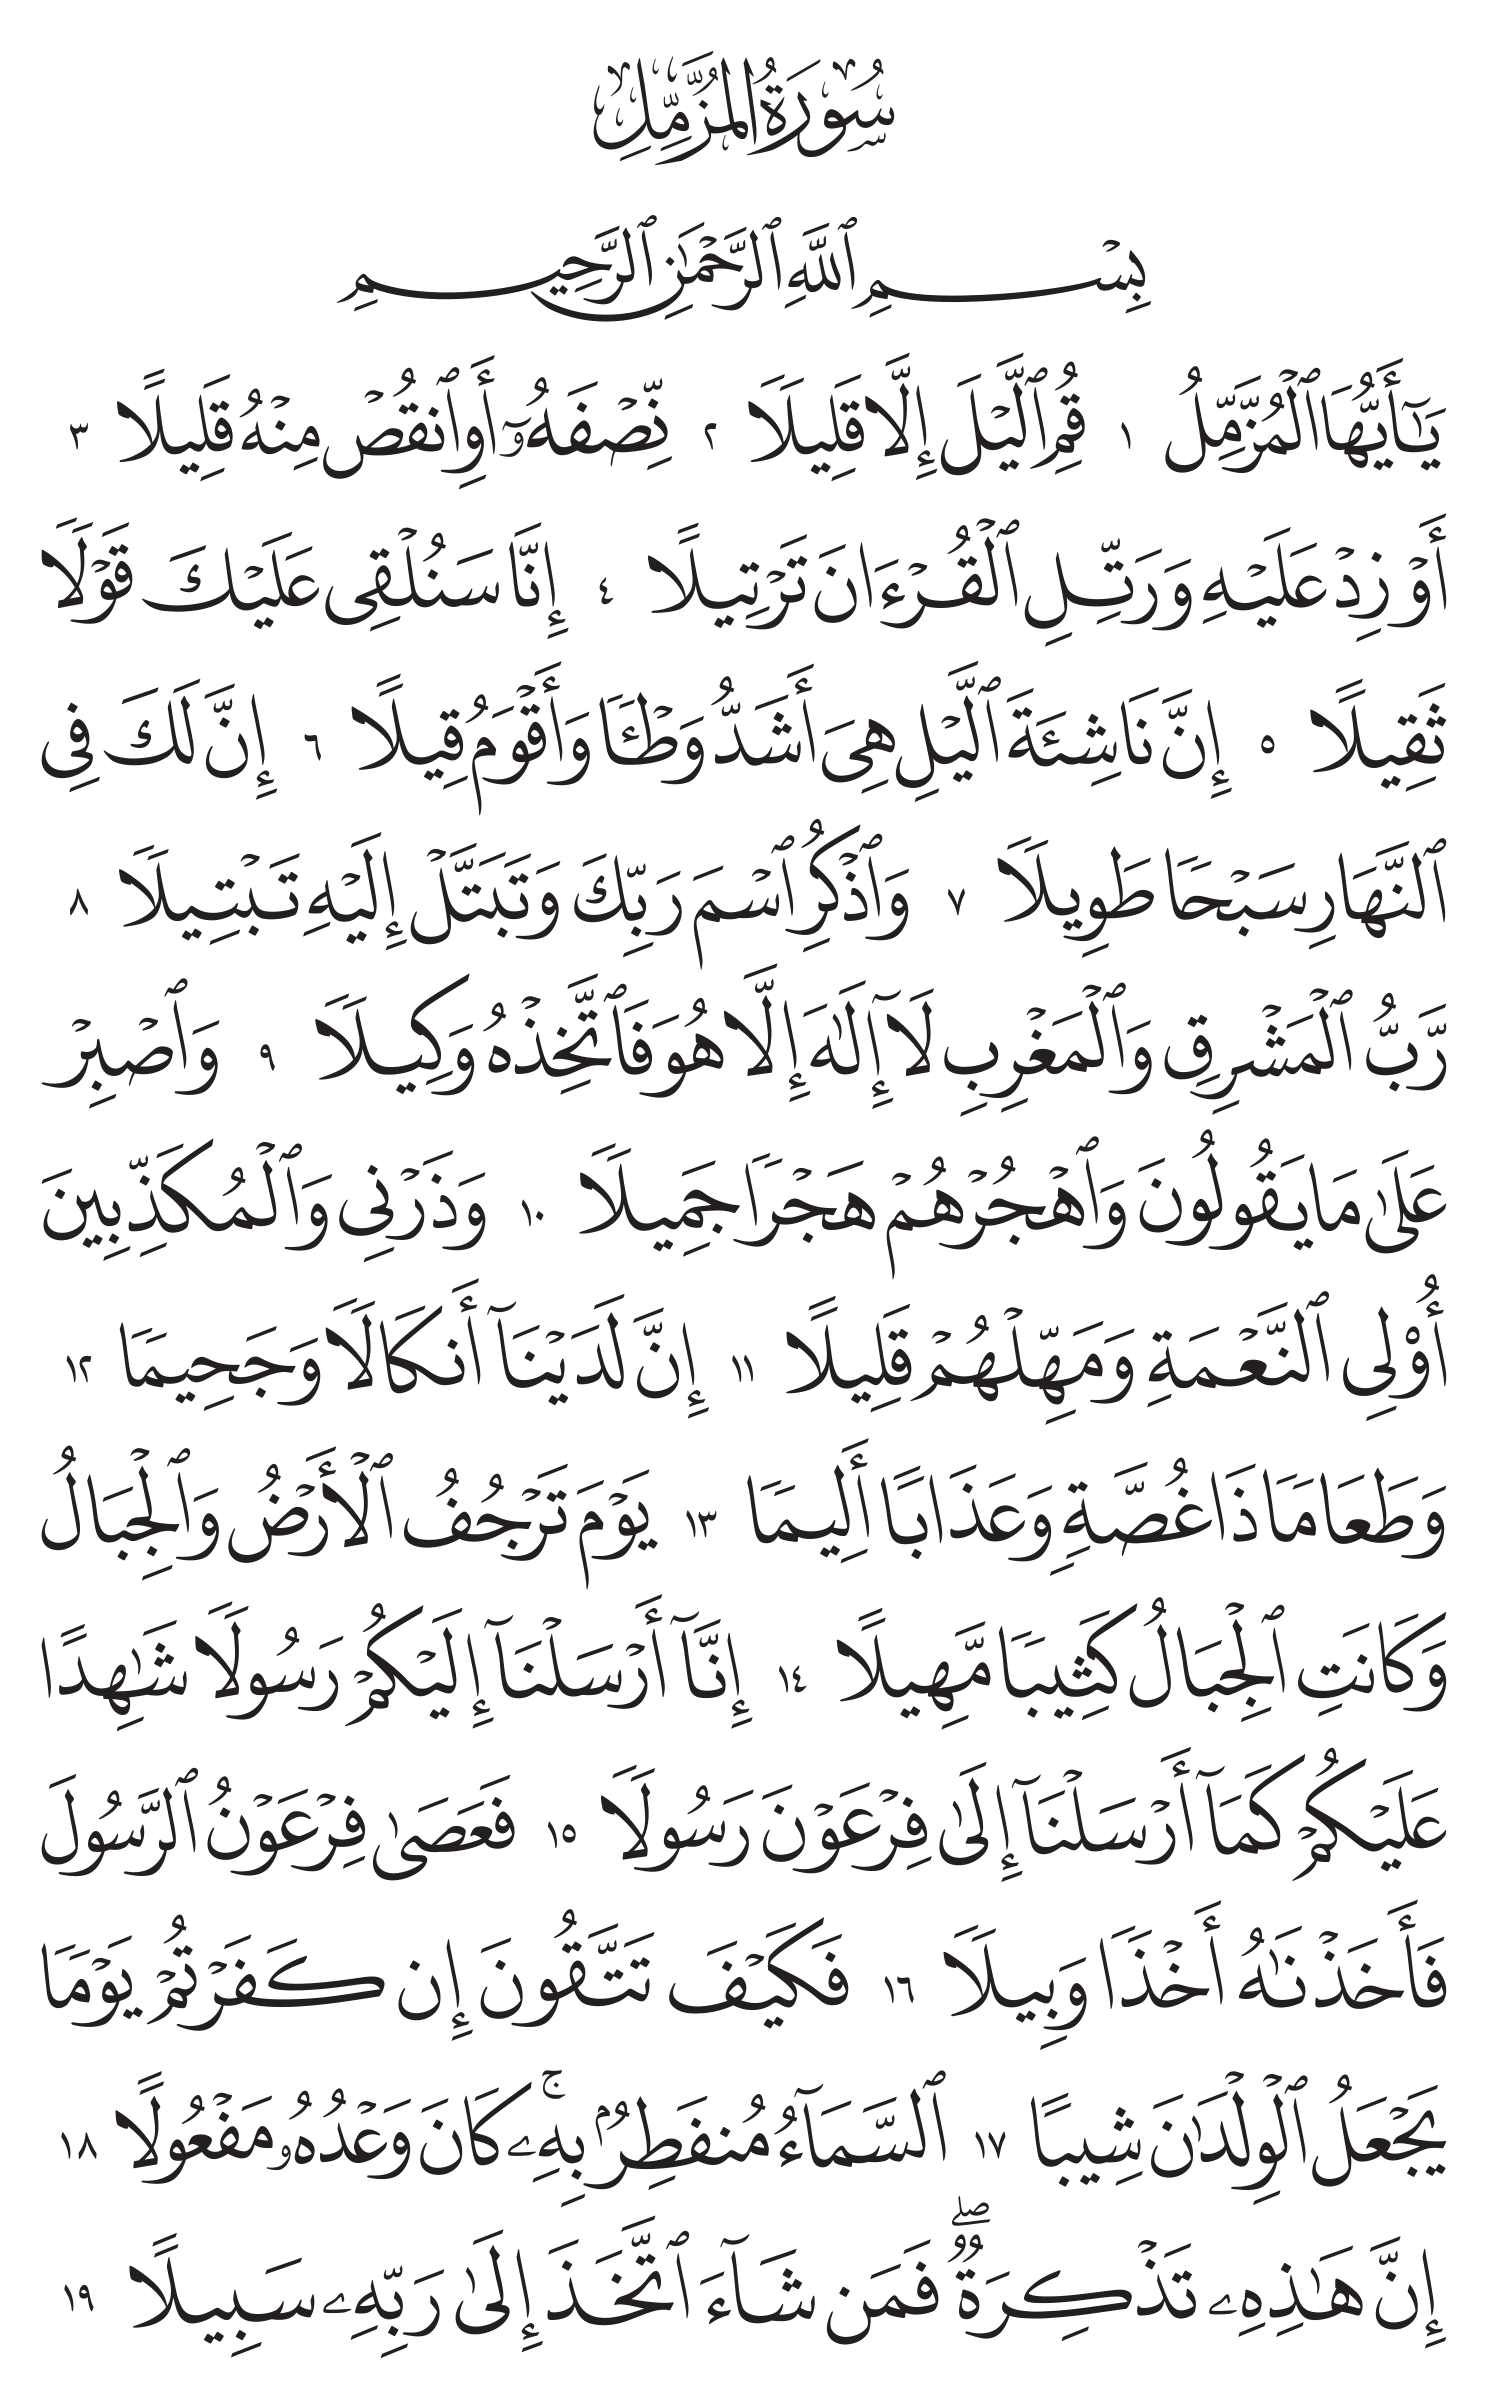 سُورَةُ الْمُزَّمِّلِ
بِسْمِ ٱللَّهِ ٱلرَّحْمَٰنِ ٱلرَّحِيمِ
يَٰٓأَيُّهَا ٱلْمُزَّمِّلُ ١ قُمِ ٱلَّيْلَ إِلَّا قَلِيلًا ٢ نِّصْفَهُۥٓ أَوِ ٱنقُصْ مِنْهُ قَلِيلًا ٣
أَوْ زِدْ عَلَيْهِ وَرَتِّلِ ٱلْقُرْءَانَ تَرْتِيلًا ٤ إِنَّا سَنُلْقِى عَلَيْكَ قَوْلًا
ثَقِيلًا ٥ إِنَّ نَاشِئَةَ ٱلَّيْلِ هِىَ أَشَدُّ وَطْـًٔا وَأَقْوَمُ قِيلًا ٦ إِنَّ لَكَ فِى
ٱلنَّهَارِ سَبْحًا طَوِيلًا ٧ وَٱذْكُرِ ٱسْمَ رَبِّكَ وَتَبَتَّلْ إِلَيْهِ تَبْتِيلًا ٨
رَّبُّ ٱلْمَشْرِقِ وَٱلْمَغْرِبِ لَآ إِلَٰهَ إِلَّا هُوَ فَٱتَّخِذْهُ وَكِيلًا ٩ وَٱصْبِرْ
عَلَىٰ مَا يَقُولُونَ وَٱهْجُرْهُمْ هَجْرًا جَمِيلًا ١٠ وَذَرْنِى وَٱلْمُكَذِّبِينَ
أُو۟لِى ٱلنَّعْمَةِ وَمَهِّلْهُمْ قَلِيلًا ١١ إِنَّ لَدَيْنَآ أَنكَالًا وَجَحِيمًا ١٢
وَطَعَامًا ذَا غُصَّةٍ وَعَذَابًا أَلِيمًا ١٣ يَوْمَ تَرْجُفُ ٱلْأَرْضُ وَٱلْجِبَالُ
وَكَانَتِ ٱلْجِبَالُ كَثِيبًا مَّهِيلًا ١٤ إِنَّآ أَرْسَلْنَآ إِلَيْكُمْ رَسُولًا شَٰهِدًا
عَلَيْكُمْ كَمَآ أَرْسَلْنَآ إِلَىٰ فِرْعَوْنَ رَسُولًا ١٥ فَعَصَىٰ فِرْعَوْنُ ٱلرَّسُولَ
فَأَخَذْنَٰهُ أَخْذًا وَبِيلًا ١٦ فَكَيْفَ تَتَّقُونَ إِن كَفَرْتُمْ يَوْمًا
يَجْعَلُ ٱلْوِلْدَٰنَ شِيبًا ١٧ ٱلسَّمَآءُ مُنفَطِرٌۢ بِهِۦ ۚ كَانَ وَعْدُهُۥ مَفْعُولًا ١٨
إِنَّ هَٰذِهِۦ تَذْكِرَةٌ ۖ فَمَن شَآءَ ٱتَّخَذَ إِلَىٰ رَبِّهِۦ سَبِيلًا ١٩